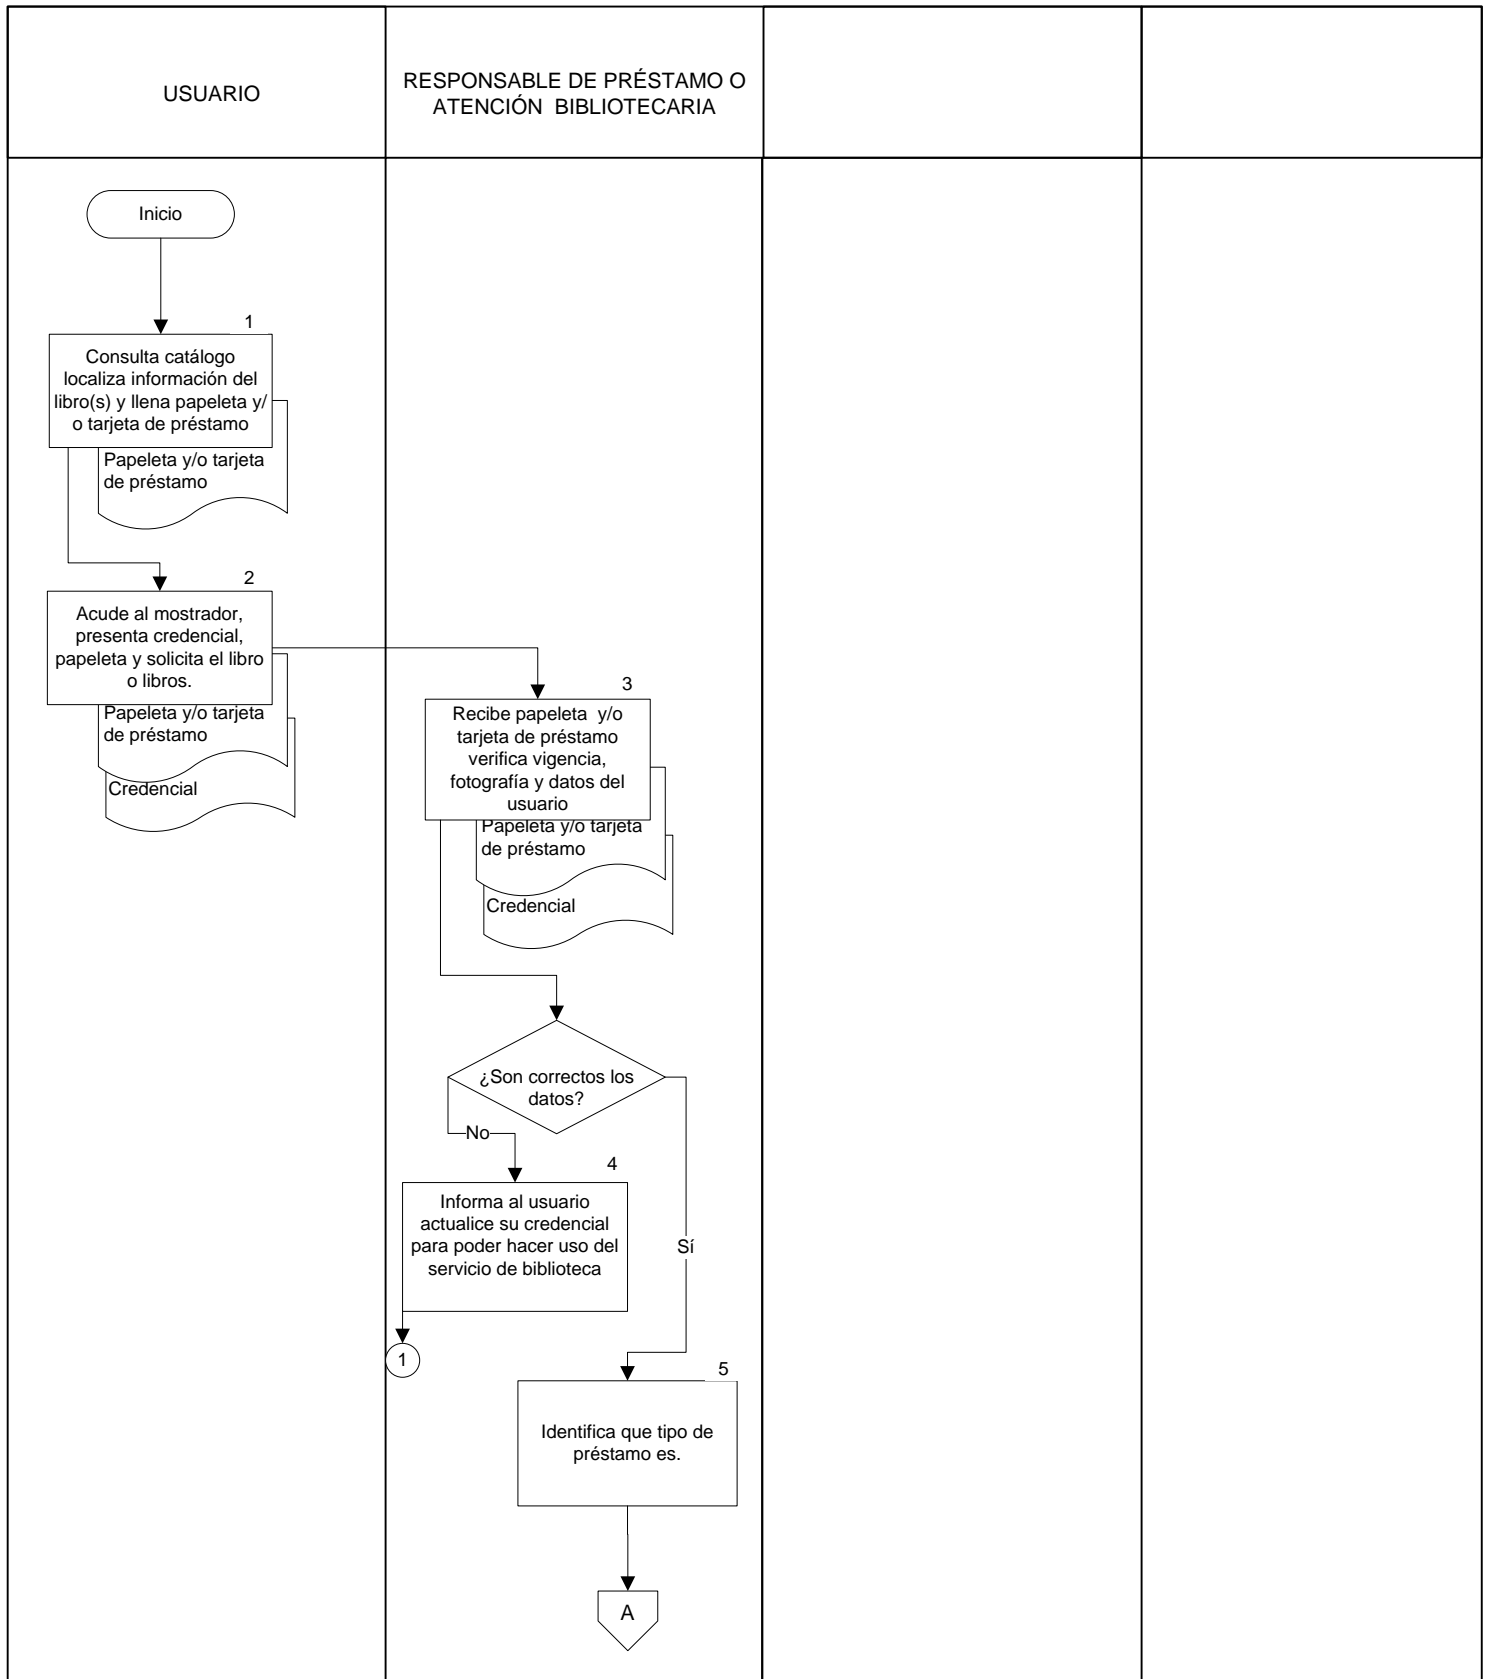 USUARIO
RESPONSABLE DE PRÉSTAMO O
ATENCIÓN BIBLIOTECARIA
Inicio
1
Consulta catálogo
localiza información del
libro(s) y llena papeleta y/
o tarjeta de préstamo
Papeleta y/o tarjeta
de préstamo
2
Acude al mostrador,
presenta credencial,
papeleta y solicita el libro
o libros.
Papeleta y/o tarjeta
de préstamo
Credencial
3
Recibe papeleta y/o
tarjeta de préstamo
verifica vigencia,
fotografía y datos del
usuario
Papeleta y/o tarjeta
de préstamo
Credencial
¿Son correctos los
datos?
No
4
Informa al usuario
actualice su credencial
para poder hacer uso del
servicio de biblioteca
Sí
1
5
Identifica que tipo de
préstamo es.
A